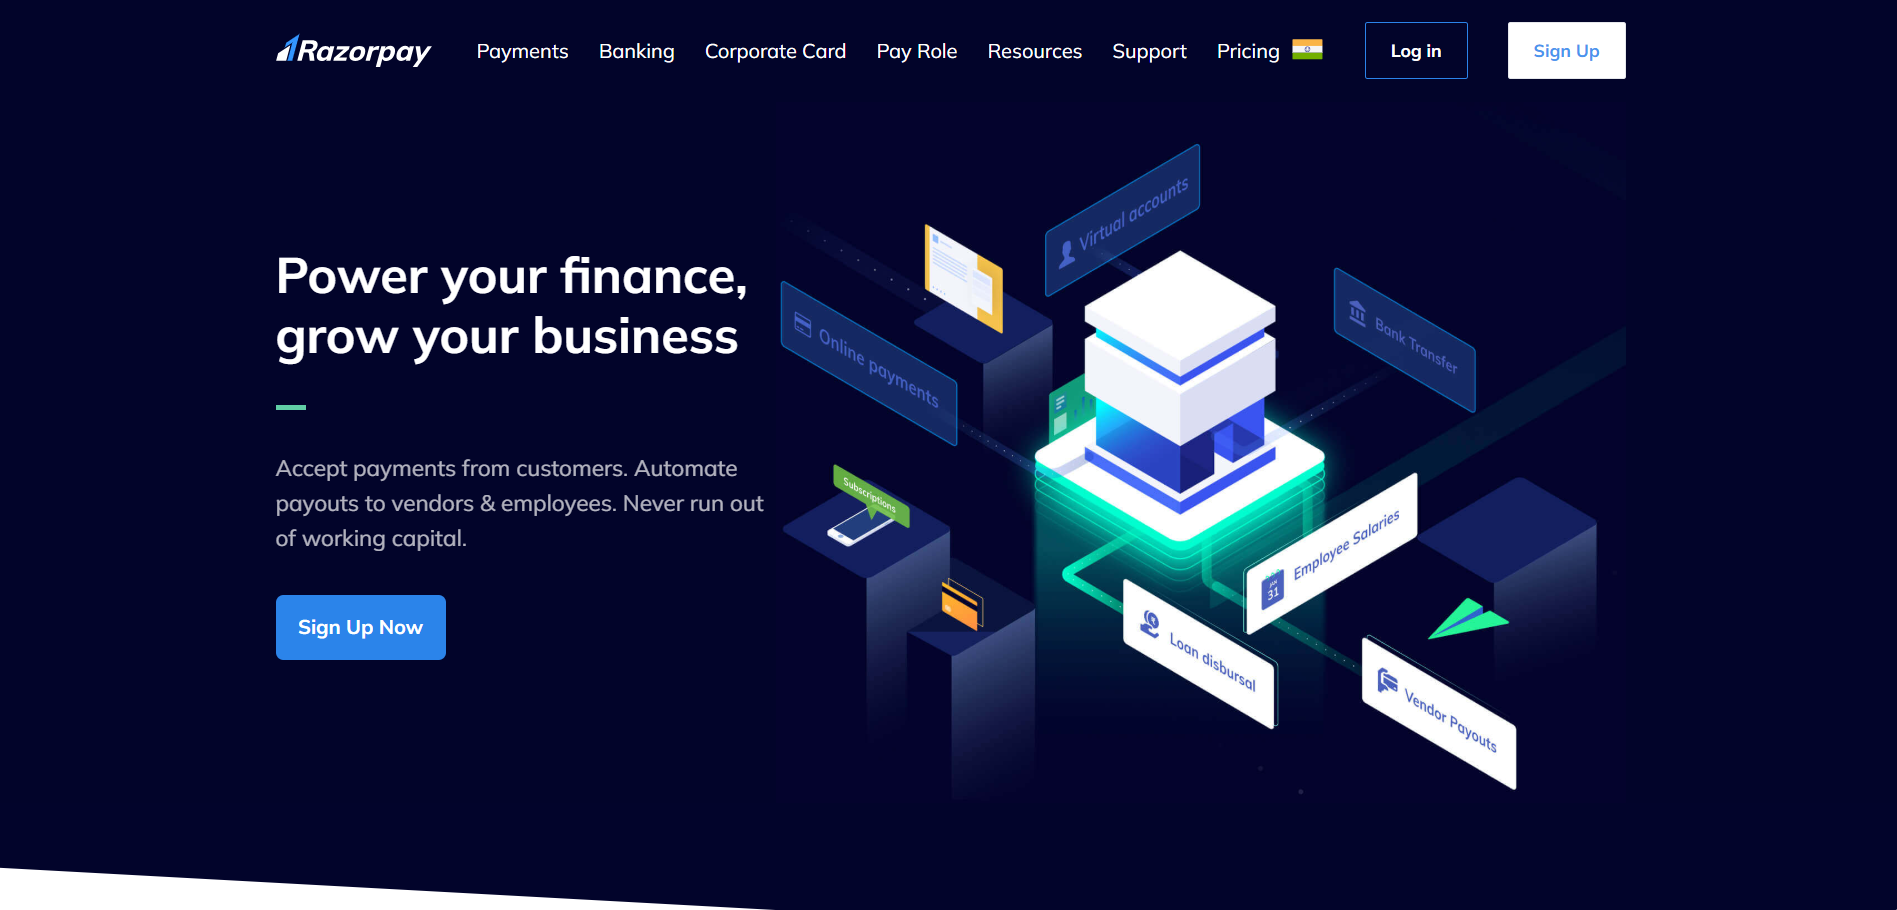 Razorpay
Payments
Banking
Corporate Card
Pay Role
Resources
Support
Pricing
Log in
Sign Up
Power your finance,
grow your business
Accept payments from customers. Automate
payouts to vendors & employees. Never run out
of working capital.
Sign Up Now
Virtual accounts
Online payments
Bank Transfer
Subscriptions
JAN
31
Employee Salaries
Loan disbursal
Vendor Payouts